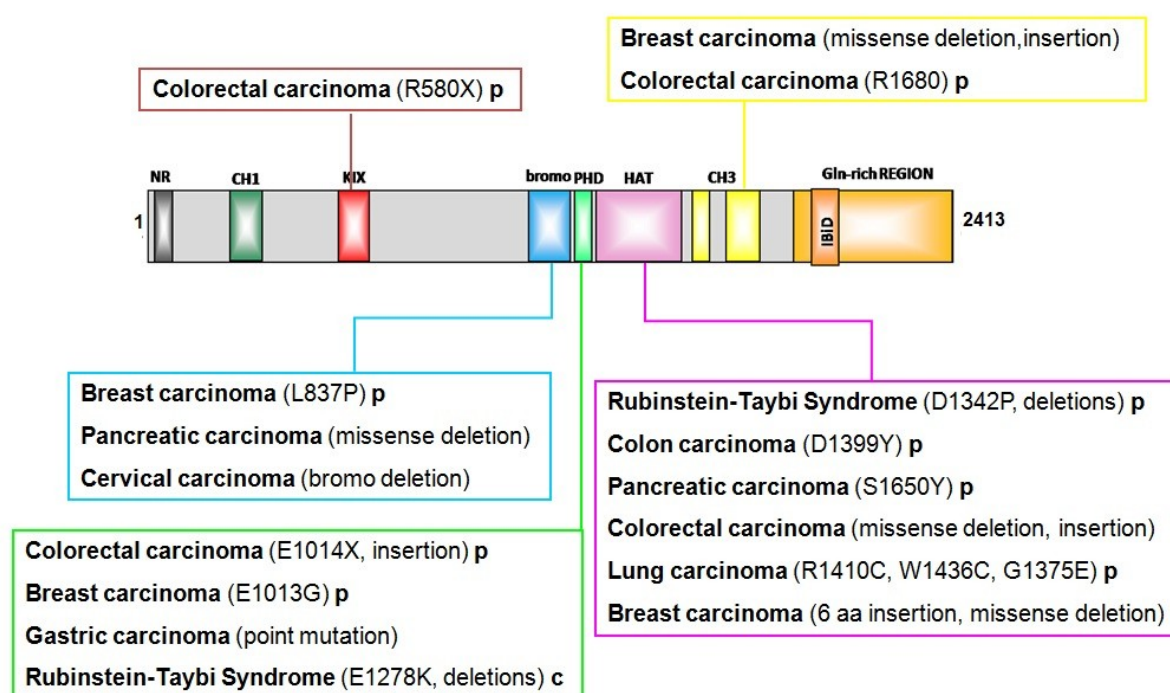 Breast carcinoma (missense deletion,insertion)
Colorectal carcinoma (R1680) p
Colorectal carcinoma (R580X) p
NR CH1 KIX bromo PHD HAT CH3 Gln-rich REGION
1 IBiD 2413
Breast carcinoma (L837P) p
Pancreatic carcinoma (missense deletion)
Cervical carcinoma (bromo deletion)
Rubinstein-Taybi Syndrome (D1342P, deletions) p
Colon carcinoma (D1399Y) p
Pancreatic carcinoma (S1650Y) p
Colorectal carcinoma (missense deletion, insertion)
Lung carcinoma (R1410C, W1436C, G1375E) p
Breast carcinoma (6 aa insertion, missense deletion)
Colorectal carcinoma (E1014X, insertion) p
Breast carcinoma (E1013G) p
Gastric carcinoma (point mutation)
Rubinstein-Taybi Syndrome (E1278K, deletions) c